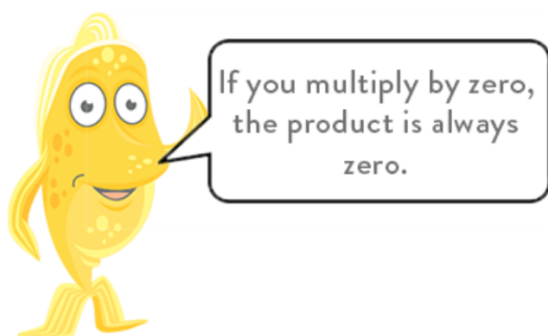 If you multiply by zero,
the product is always
zero.